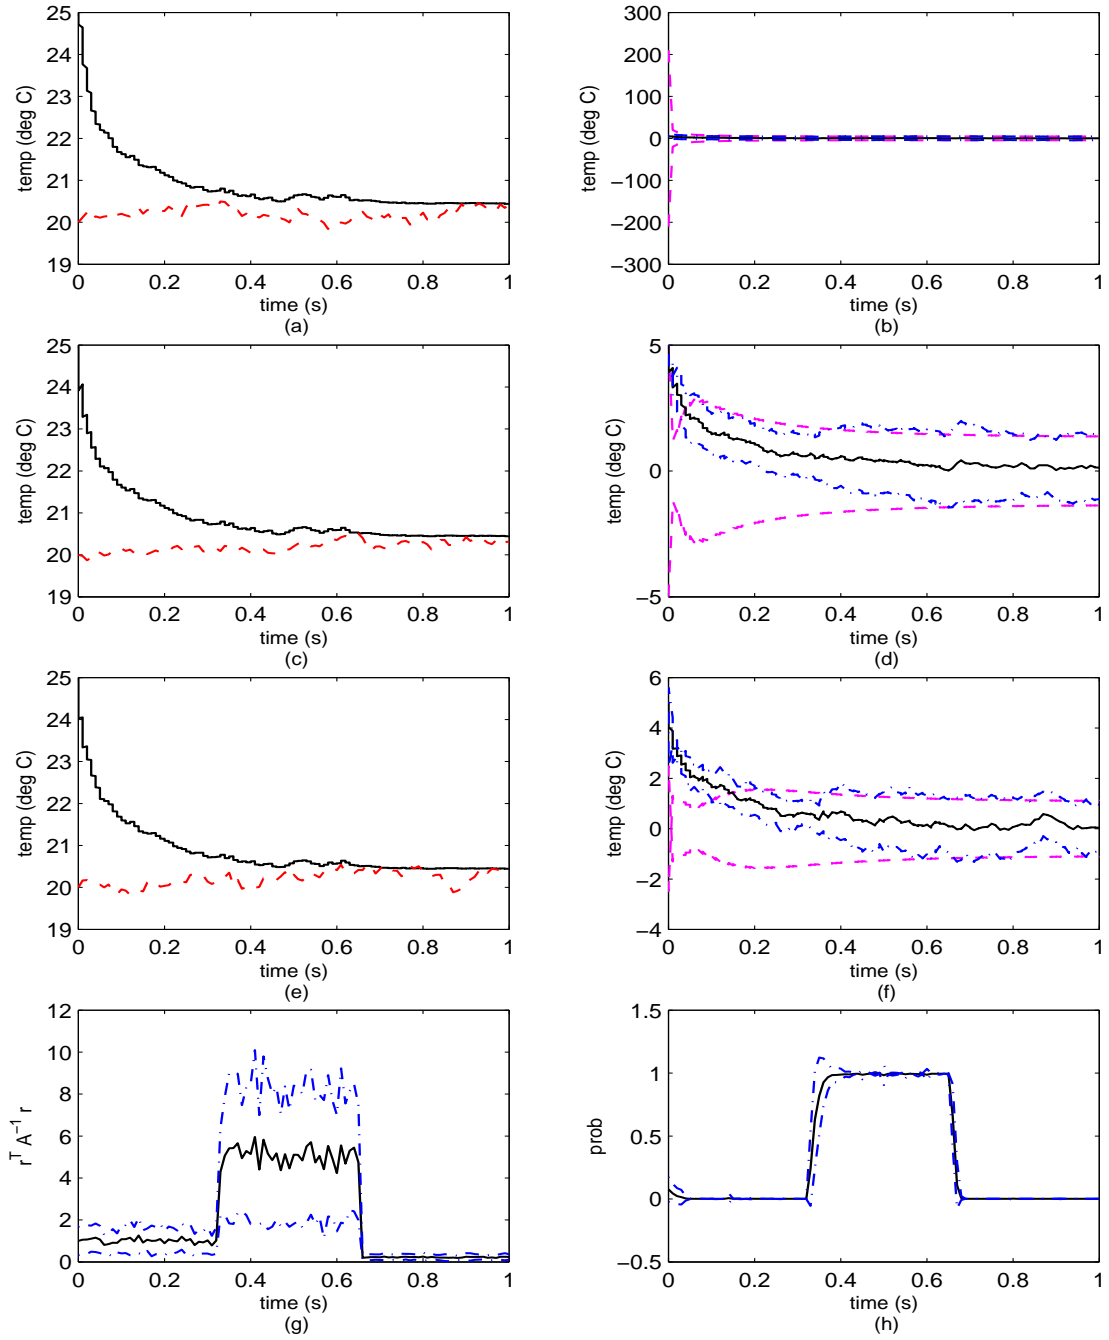 25
24
23
22
21
20
19
temp (deg C)
0 0.2 0.4 0.6 0.8 1
time (s)
(a)
300
200
100
0
−100
−200
−300
temp (deg C)
0 0.2 0.4 0.6 0.8 1
time (s)
(b)
25
24
23
22
21
20
19
temp (deg C)
0 0.2 0.4 0.6 0.8 1
time (s)
(c)
5
0
−5
temp (deg C)
0 0.2 0.4 0.6 0.8 1
time (s)
(d)
25
24
23
22
21
20
19
temp (deg C)
0 0.2 0.4 0.6 0.8 1
time (s)
(e)
6
4
2
0
−2
−4
temp (deg C)
0 0.2 0.4 0.6 0.8 1
time (s)
(f)
12
10
8
6
4
2
0
r^T A^−1 r
0 0.2 0.4 0.6 0.8 1
time (s)
(g)
1.5
1
0.5
0
−0.5
prob
0 0.2 0.4 0.6 0.8 1
time (s)
(h)